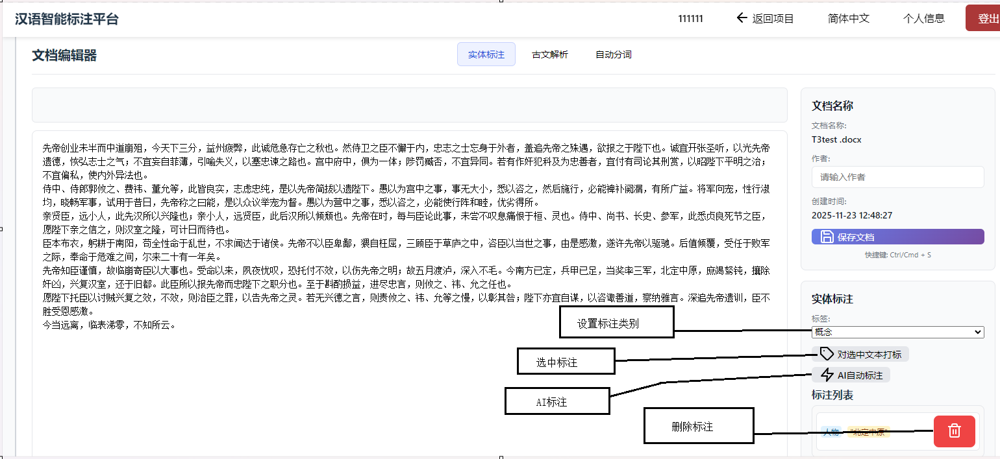 汉语智能标注平台
111111
返回项目
简体中文
个人信息
登出
文档编辑器
实体标注
古文解析
自动分词
先帝创业未半而中道崩殂，今天下三分，益州疲弊，此诚危急存亡之秋也。然侍卫之臣不懈于内，忠志之士忘身于外者，盖追先帝之殊遇，欲报之于陛下也。诚宜开张圣听，以光先帝
遗德，恢弘志士之气；不宜妄自菲薄，引喻失义，以塞忠谏之路也。宫中府中，俱为一体；陟罚臧否，不宜异同。若有作奸犯科及为忠善者，宜付有司论其刑赏，以昭陛下平明之治；
不宜偏私，使内外异法也。
侍中、侍郎郭攸之、费祎、董允等，此皆良实，志虑忠纯，是以先帝简拔以遗陛下。愚以为宫中之事，事无大小，悉以咨之，然后施行，必能裨补阙漏，有所广益。将军向宠，性行淑
均，晓畅军事，试用于昔日，先帝称之曰能，是以众议举宠为督。愚以为营中之事，悉以咨之，必能使行阵和睦，优劣得所。
亲贤臣，远小人，此先汉所以兴隆也；亲小人，远贤臣，此后汉所以倾颓也。先帝在时，每与臣论此事，未尝不叹息痛恨于桓、灵也。侍中、尚书、长史、参军，此悉贞良死节之臣，
愿陛下亲之信之，则汉室之隆，可计日而待也。
臣本布衣，躬耕于南阳，苟全性命于乱世，不求闻达于诸侯。先帝不以臣卑鄙，猥自枉屈，三顾臣于草庐之中，咨臣以当世之事，由是感激，遂许先帝以驱驰。后值倾覆，受任于败军
之际，奉命于危难之间，尔来二十有一年矣。
先帝知臣谨慎，故临崩寄臣以大事也。受命以来，夙夜忧叹，恐托付不效，以伤先帝之明；故五月渡泸，深入不毛。今南方已定，兵甲已足，当奖率三军，北定中原，庶竭驽钝，攘除
奸凶，兴复汉室，还于旧都。此臣所以报先帝而忠陛下之职分也。至于斟酌损益，进尽忠言，则攸之、祎、允之任也。
愿陛下托臣以讨贼兴复之效，不效，则治臣之罪，以告先帝之灵。若无兴德之言，则责攸之、祎、允等之慢，以彰其咎；陛下亦宜自谋，以咨诹善道，察纳雅言。深追先帝遗训，臣不
胜受恩感激。
今当远离，临表涕零，不知所云。
设置标注类别
选中标注
AI标注
删除标注
文档名称
文档名称:
T3test .docx
作者:
请输入作者
创建时间:
2025-11-23 12:48:27
保存文档
快捷键: Ctrl/Cmd + S
实体标注
标签:
概念
对选中文本打标
AI自动标注
标注列表
人物 "北定中原"